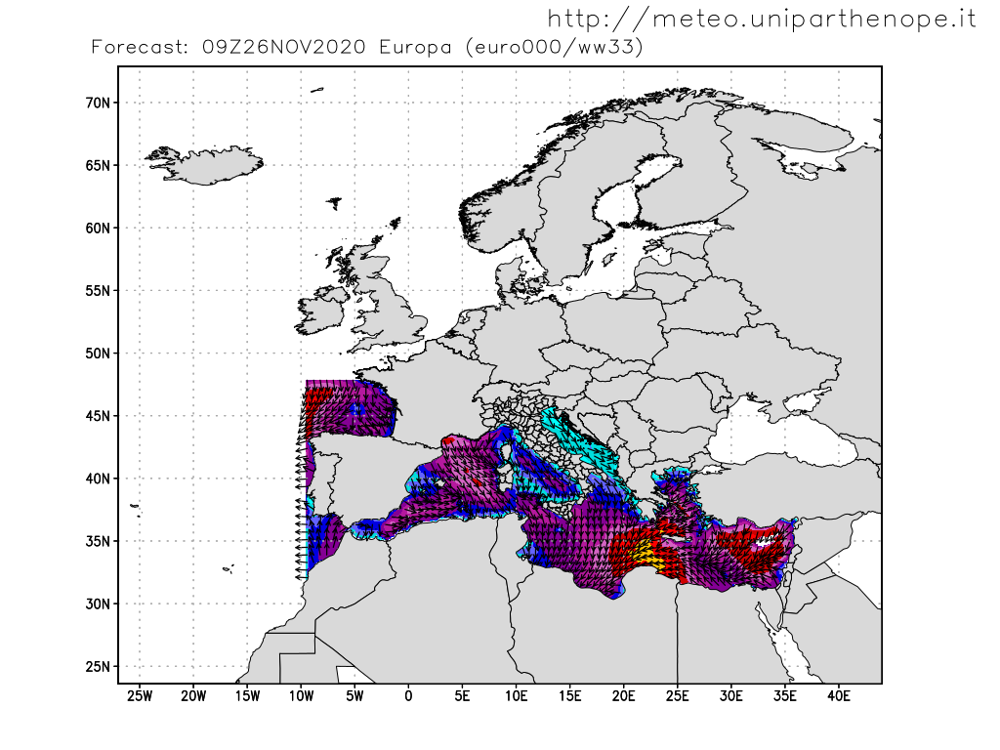 http://meteo.uniparthenope.it
Forecast: 09Z26NOV2020 Europa (euro000/ww33)
70N
65N
60N
55N
50N
45N
40N
35N
30N
25N
25W 20W 15W 10W 5W 0 5E 10E 15E 20E 25E 30E 35E 40E